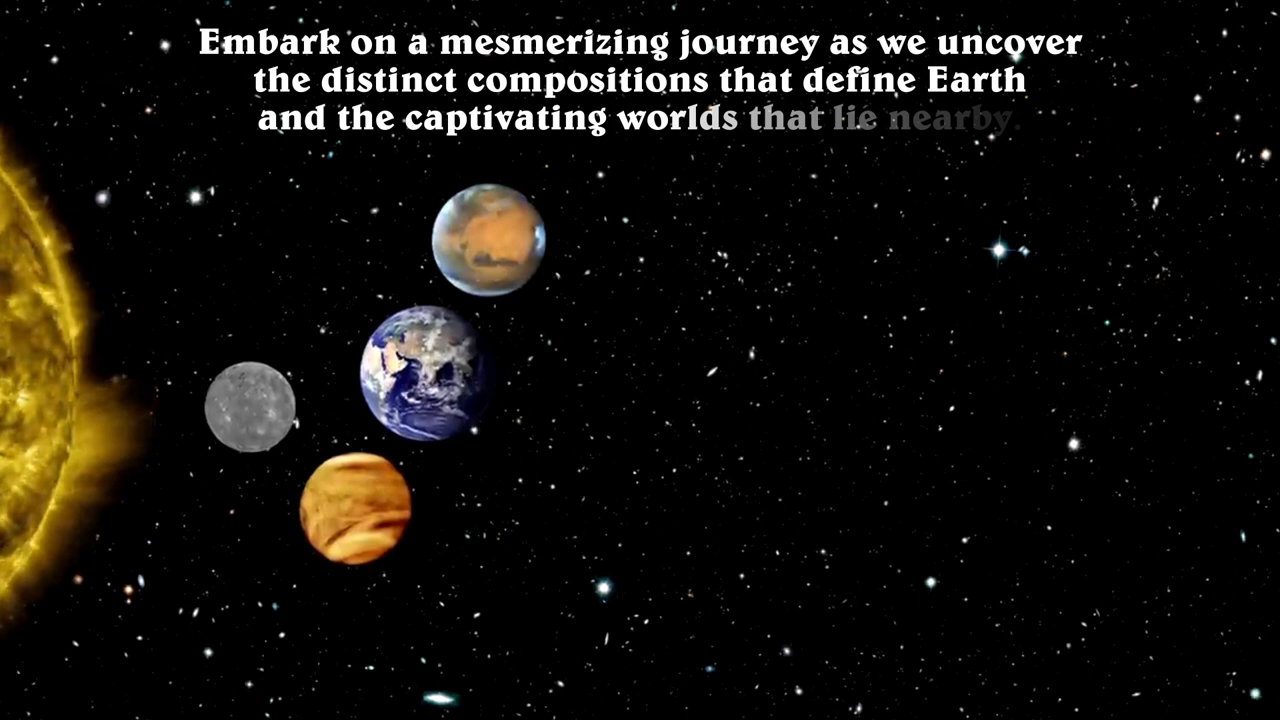 Embark on a mesmerizing journey as we uncover
the distinct compositions that define Earth
and the captivating worlds that lie nearby.